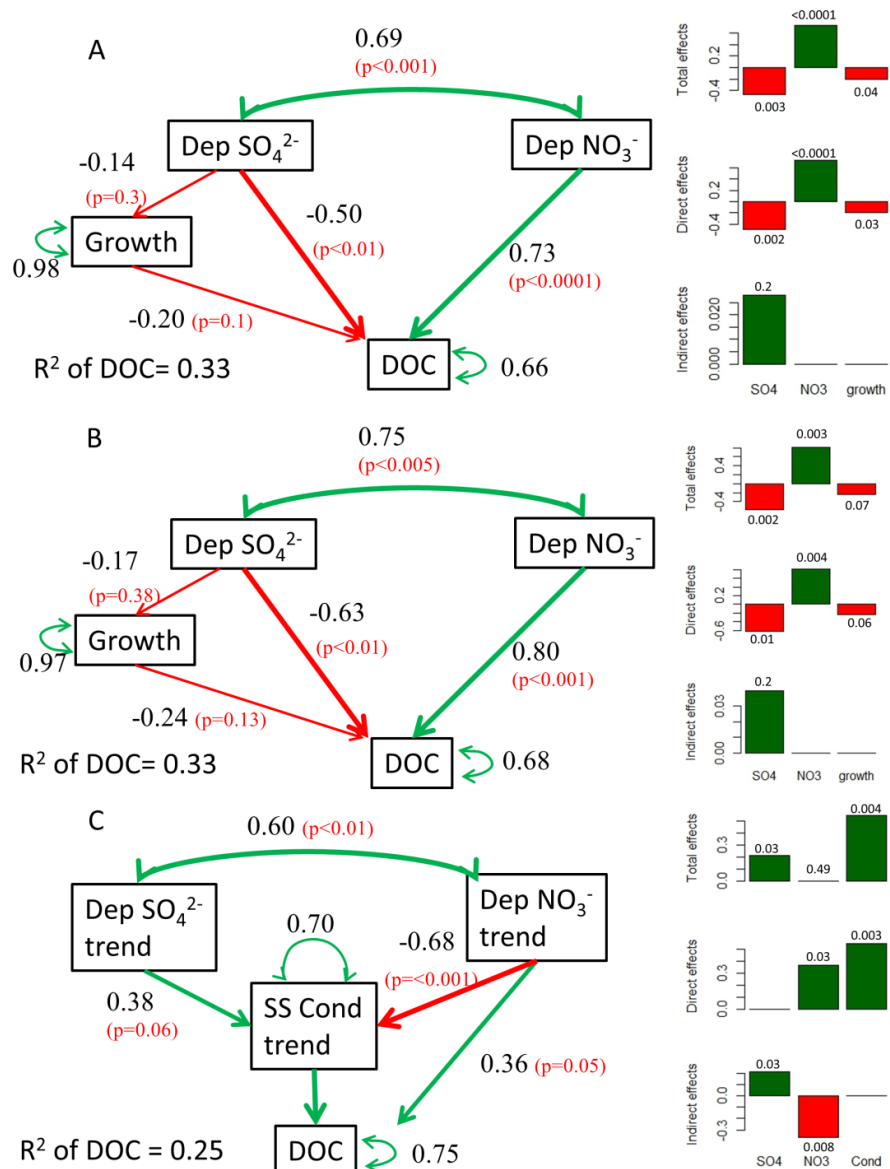 A
0.69
(p<0.001)
Dep SO₄²⁻
Dep NO₃⁻
-0.14
(p=0.3)
-0.50
(p<0.01)
Growth
0.98
0.73
(p<0.0001)
-0.20 (p=0.1)
DOC
0.66
R² of DOC= 0.33
Total effects
-0.4 0.2
<0.0001
0.003
0.04
Direct effects
-0.4 0.2
<0.0001
0.002
0.03
Indirect effects
0.000 0.020
0.2
SO4 NO3 growth
B
0.75
(p<0.005)
Dep SO₄²⁻
Dep NO₃⁻
-0.17
(p=0.38)
-0.63
(p<0.01)
Growth
0.97
0.80
(p<0.001)
-0.24 (p=0.13)
DOC
0.68
R² of DOC= 0.33
Total effects
-0.4 0.4
0.003
0.002
0.07
Direct effects
-0.6 0.2
0.004
0.01
0.06
Indirect effects
0.00 0.03
0.2
SO4 NO3 growth
C
0.60 (p<0.01)
Dep SO₄²⁻
trend
Dep NO₃⁻
trend
0.70
-0.68
(p=<0.001)
0.38
(p=0.06)
SS Cond
trend
0.36 (p=0.05)
DOC
0.75
R² of DOC = 0.25
Total effects
0.0 0.3
0.03
0.49
0.004
Direct effects
0.0 0.3
0.03
0.003
Indirect effects
-0.3 0.0
0.03
0.008
SO4 NO3 Cond